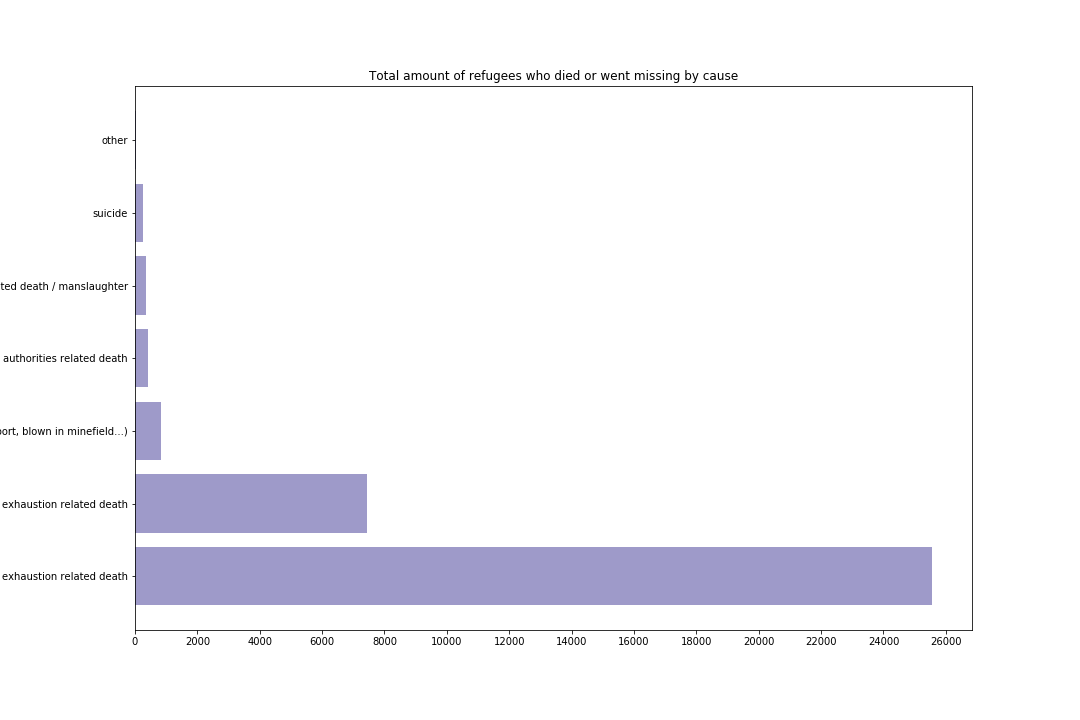 Total amount of refugees who died or went missing by cause
other
suicide
death / manslaughter
authorities related death
blown in minefield...)
exhaustion related death
exhaustion related death
0 2000 4000 6000 8000 10000 12000 14000 16000 18000 20000 22000 24000 26000